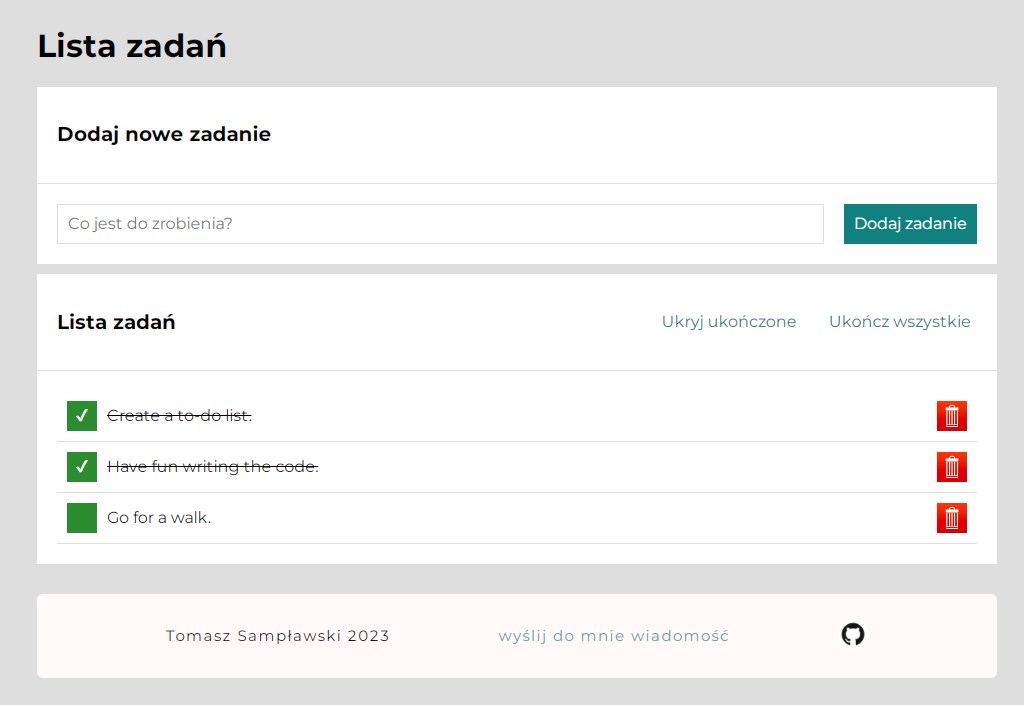 Lista zadań
Dodaj nowe zadanie
Co jest do zrobienia?
Dodaj zadanie
Lista zadań
Ukryj ukończone
Ukończ wszystkie
Create a to-do list.
Have fun writing the code.
Go for a walk.
Tomasz Sampławski 2023
wyślij do mnie wiadomość